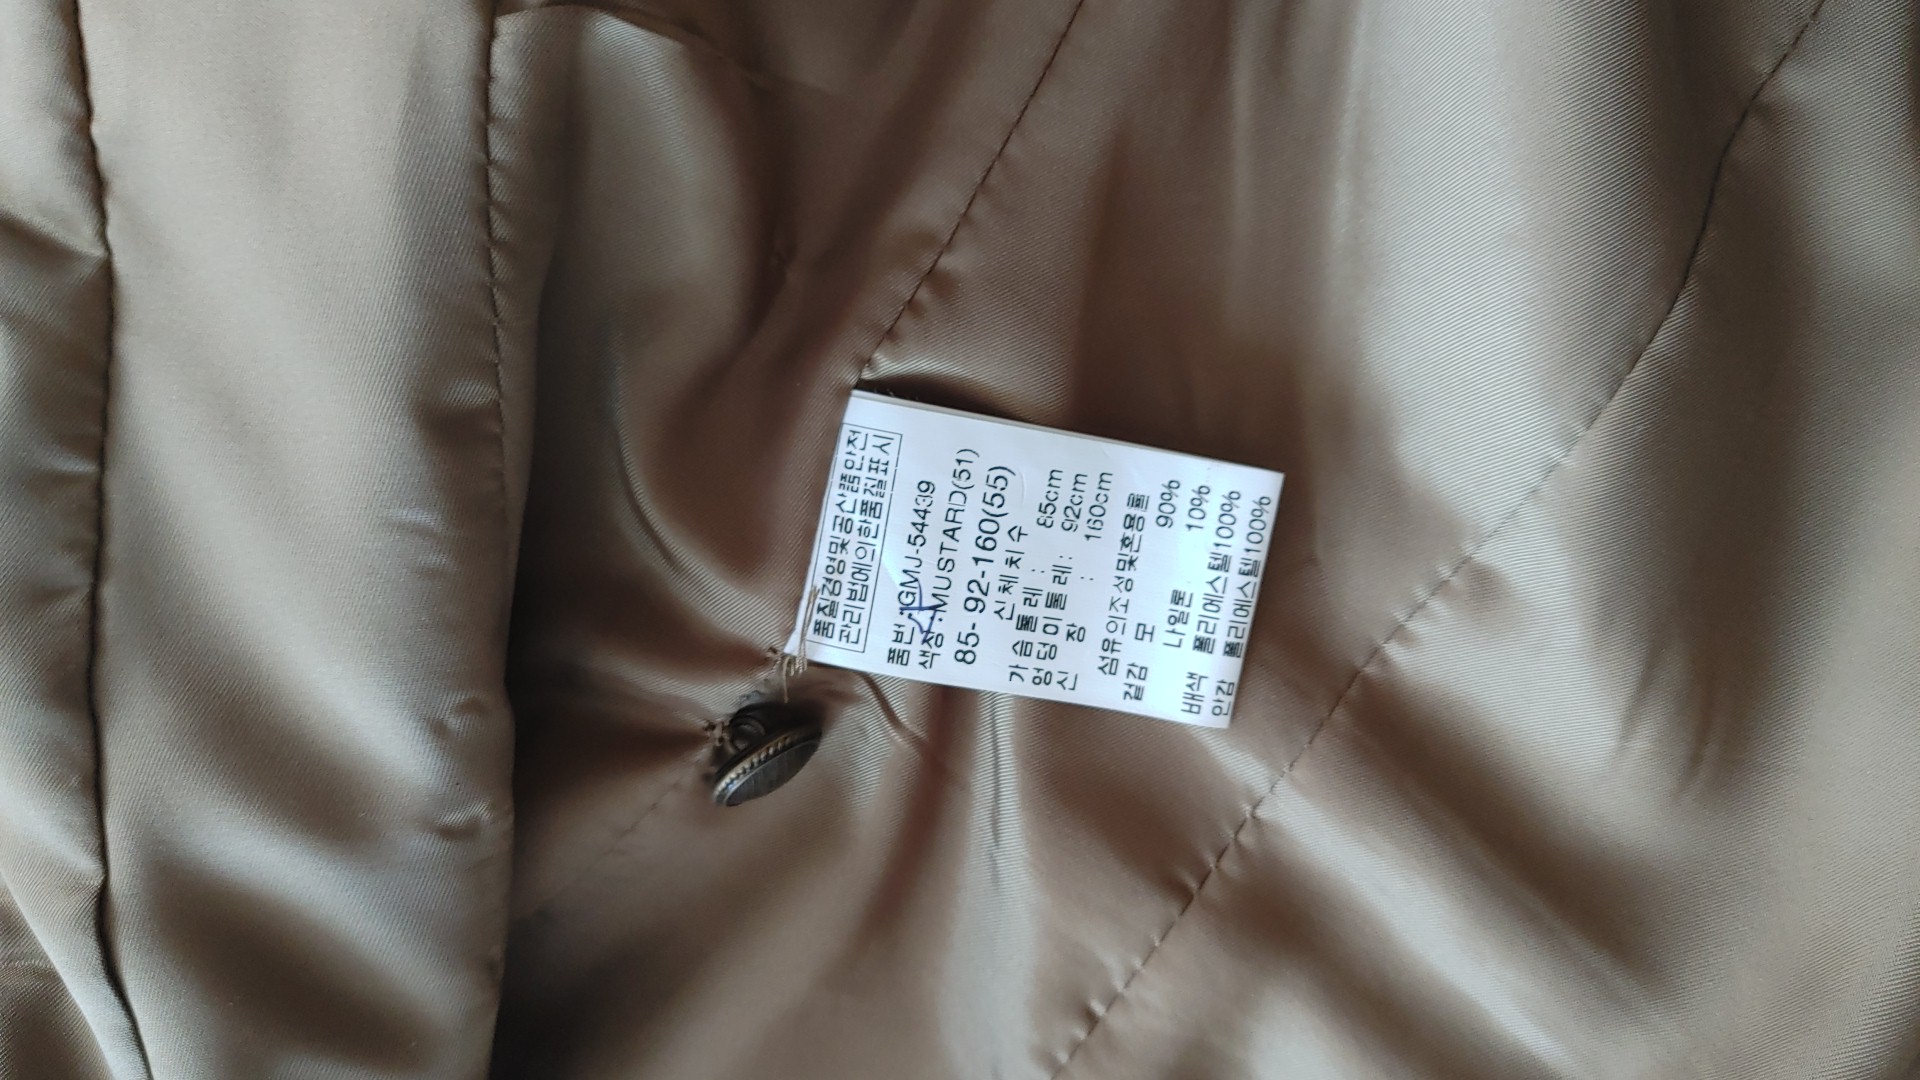 품질경영및공산품안전
관리법에의한품질표시
품번:GMJ-54439
색상:MUSTARD(51)
85-92-160(55)
신체치수
가슴둘레: 85cm
엉덩이둘레: 92cm
신 장 : 160cm
섬유의조성및혼용율
겉감 모 90%
나일론 10%
배색 폴리에스텔100%
안감 폴리에스텔100%